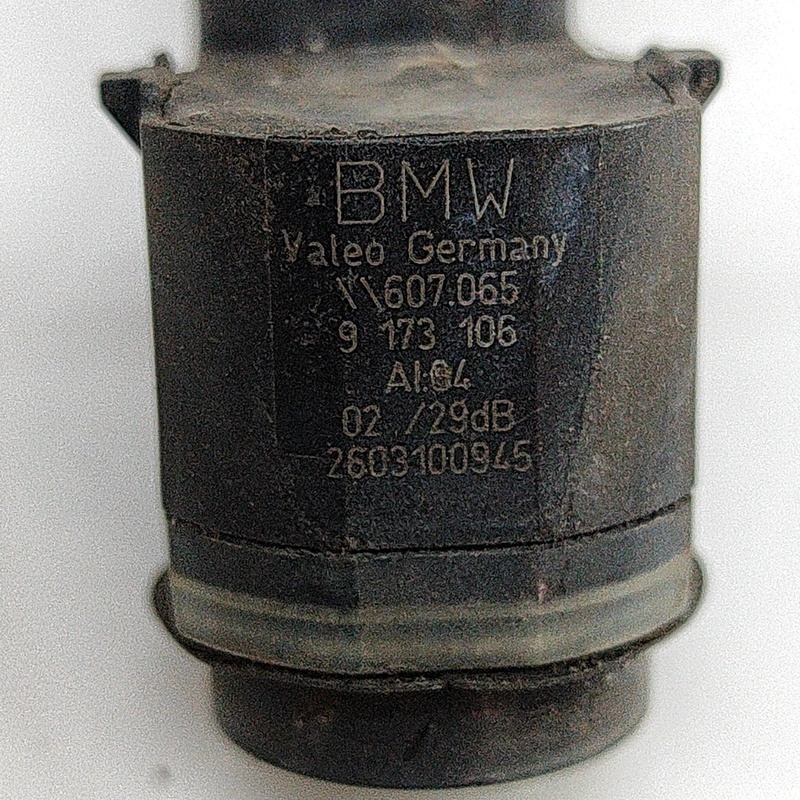 BMW
Valeo Germany
\\607.065
9 173 106
AI:04
02 /29dB
2603100945